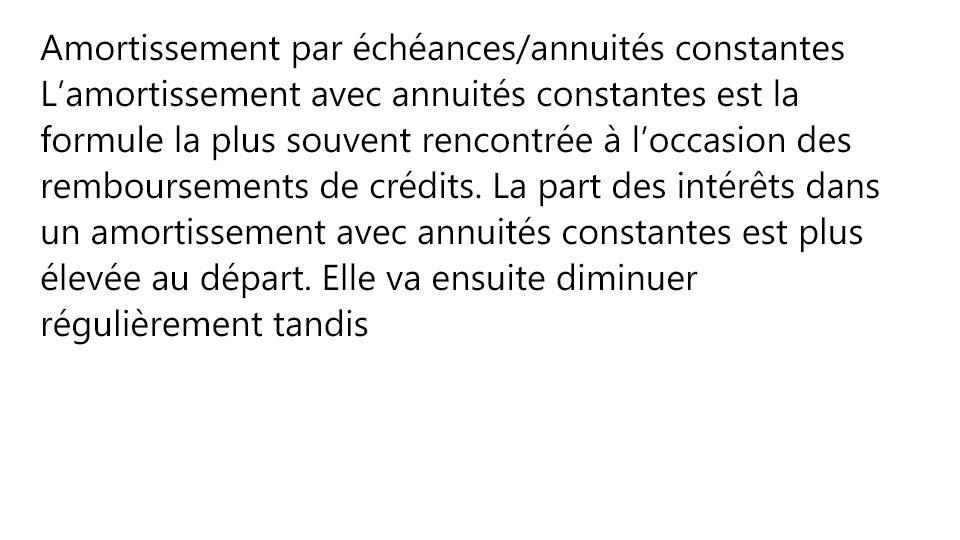 Amortissement par échéances/annuités constantes
L’amortissement avec annuités constantes est la
formule la plus souvent rencontrée à l’occasion des
remboursements de crédits. La part des intérêts dans
un amortissement avec annuités constantes est plus
élevée au départ. Elle va ensuite diminuer
régulièrement tandis